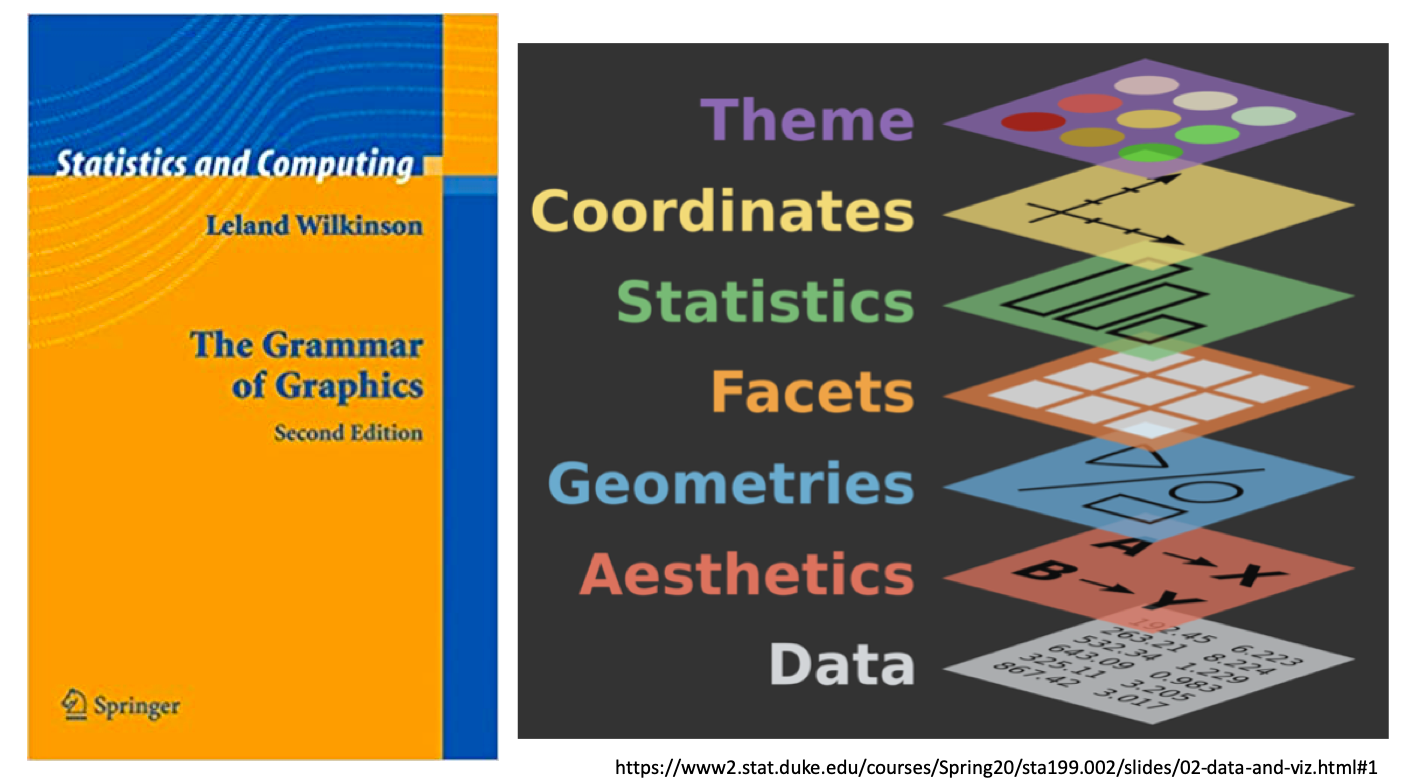 Statistics and Computing
Leland Wilkinson
The Grammar
of Graphics
Second Edition
Springer
Theme
Coordinates
Statistics
Facets
Geometries
Aesthetics
A → X
B → Y
Data
192.45
263.21 6.223
532.34 8.224
643.09 1.229
325.11 0.983
867.42 3.205
3.017
https://www2.stat.duke.edu/courses/Spring20/sta199.002/slides/02-data-and-viz.html#1